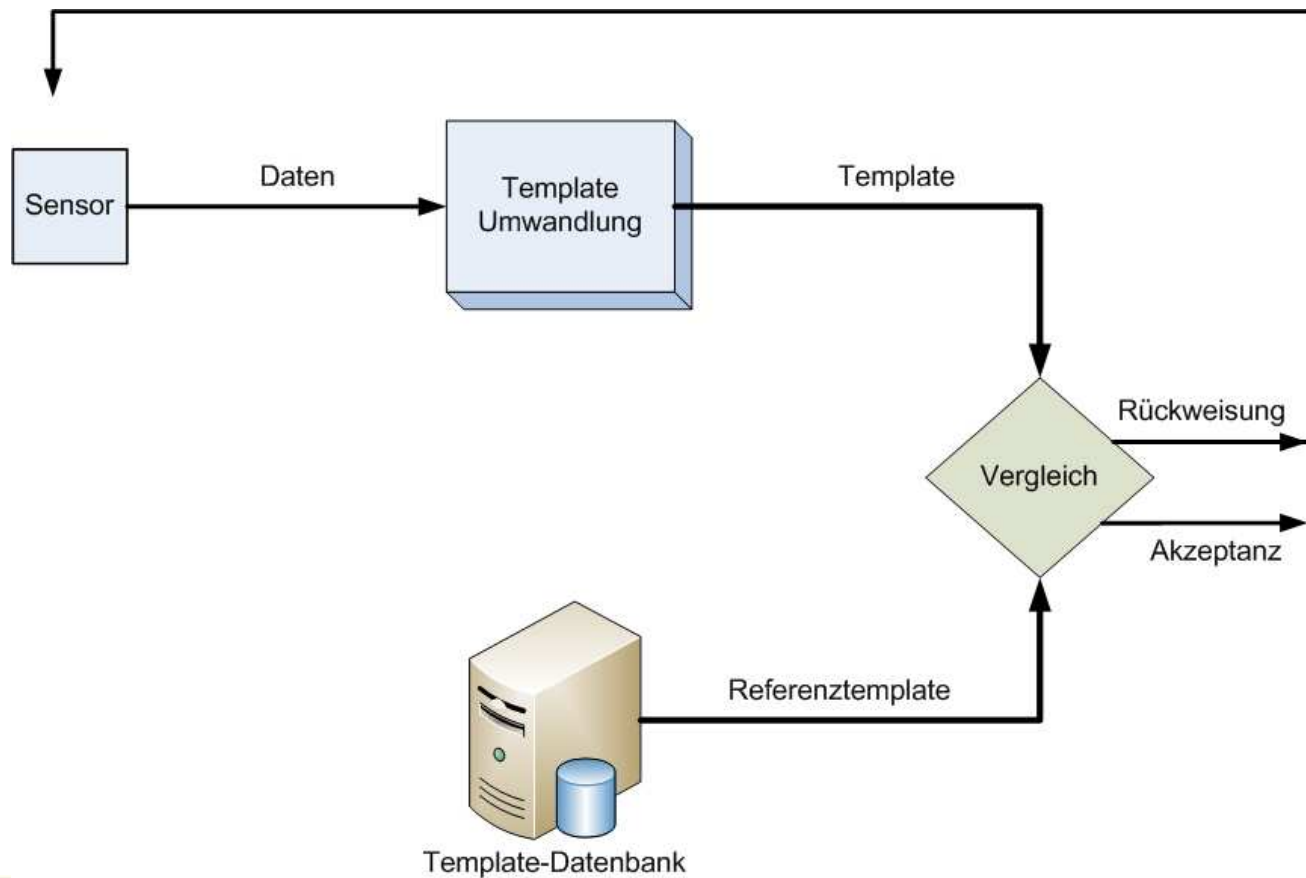 Sensor
Daten
Template
Umwandlung
Template
Rückweisung
Vergleich
Akzeptanz
Referenztemplate
Template-Datenbank